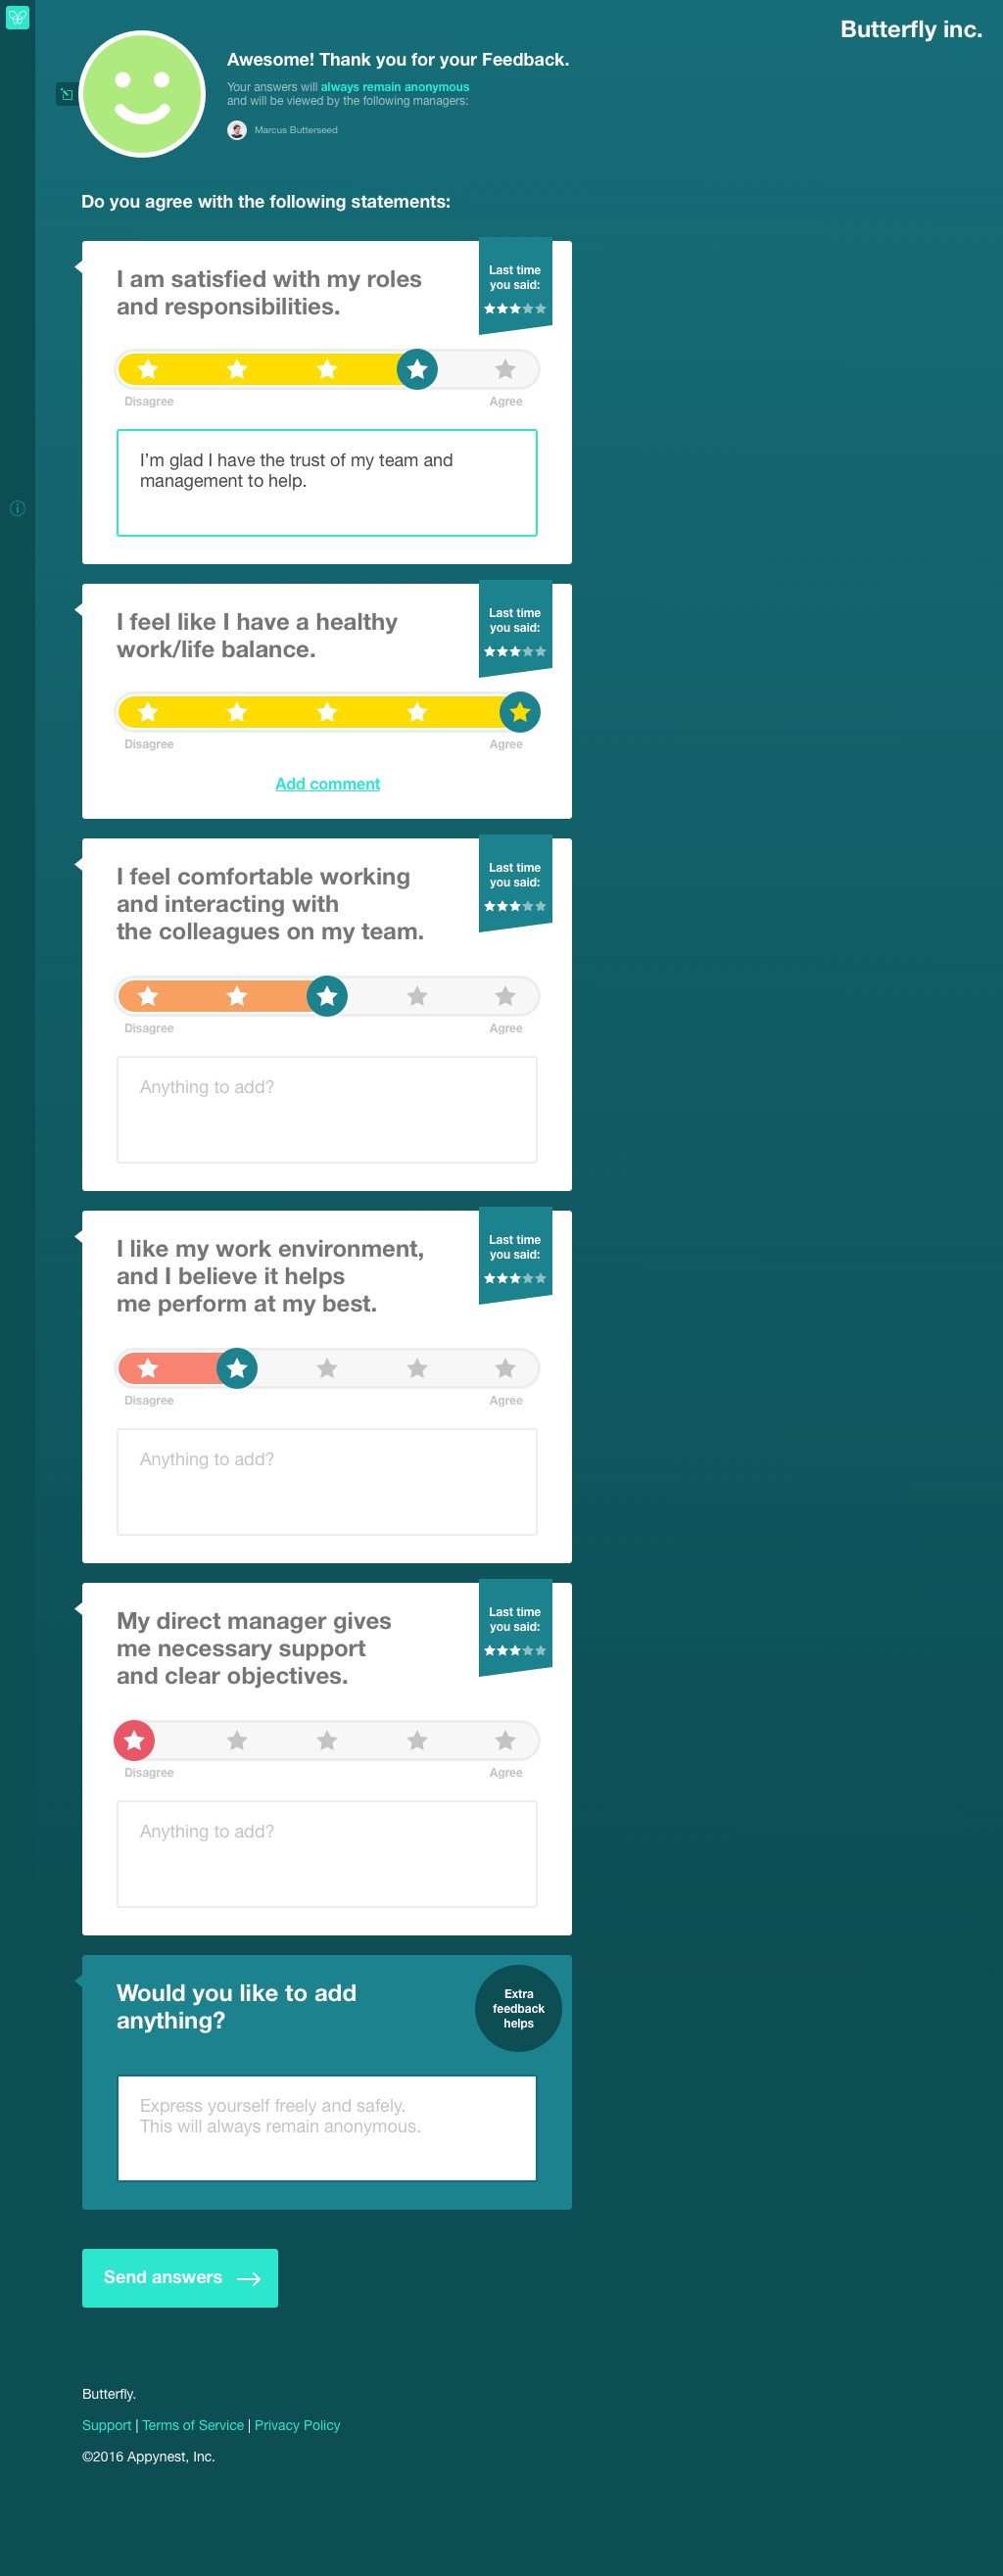 Butterfly inc.
Awesome! Thank you for your Feedback.
Your answers will always remain anonymous
and will be viewed by the following managers:
Marcus Butterseed
Do you agree with the following statements:
I am satisfied with my roles
and responsibilities.
Last time
you said:
Disagree
Agree
I’m glad I have the trust of my team and
management to help.
I feel like I have a healthy
work/life balance.
Last time
you said:
Disagree
Agree
Add comment
I feel comfortable working
and interacting with
the colleagues on my team.
Last time
you said:
Disagree
Agree
Anything to add?
I like my work environment,
and I believe it helps
me perform at my best.
Last time
you said:
Disagree
Agree
Anything to add?
My direct manager gives
me necessary support
and clear objectives.
Last time
you said:
Disagree
Agree
Anything to add?
Would you like to add
anything?
Extra
feedback
helps
Express yourself freely and safely.
This will always remain anonymous.
Send answers
Butterfly.
Support | Terms of Service | Privacy Policy
©2016 Appynest, Inc.